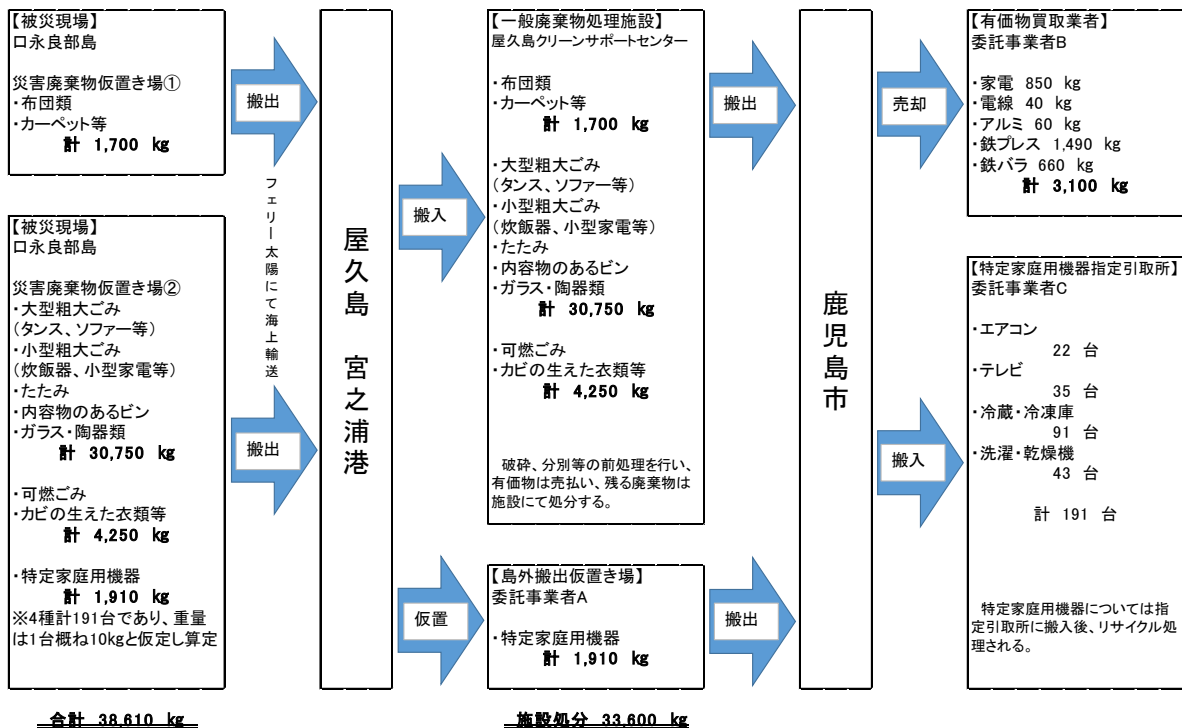 【被災現場】
口永良部島
災害廃棄物仮置き場①
・布団類
・カーペット等
計 1,700 kg
【被災現場】
口永良部島
災害廃棄物仮置き場②
・大型粗大ごみ
(タンス、ソファー等)
・小型粗大ごみ
(炊飯器、小型家電等)
・たたみ
・内容物のあるビン
・ガラス・陶器類
計 30,750 kg
・可燃ごみ
・カビの生えた衣類等
計 4,250 kg
・特定家庭用機器
計 1,910 kg
※4種計191台であり、重量
は1台概ね10kgと仮定し算定
合計 38,610 kg
搬出
フェリー太陽にて海上輸送
搬出
屋久島 宮之浦港
搬入
仮置
【一般廃棄物処理施設】
屋久島クリーンサポートセンター
・布団類
・カーペット等
計 1,700 kg
・大型粗大ごみ
(タンス、ソファー等)
・小型粗大ごみ
(炊飯器、小型家電等)
・たたみ
・内容物のあるビン
・ガラス・陶器類
計 30,750 kg
・可燃ごみ
・カビの生えた衣類等
計 4,250 kg
破砕、分別等の前処理を行い、
有価物は売払い、残る廃棄物は
施設にて処分する。
【島外搬出仮置き場】
委託事業者A
・特定家庭用機器
計 1,910 kg
施設処分 33,600 kg
搬出
搬出
鹿児島市
売却
搬入
【有価物買取業者】
委託事業者B
・家電 850 kg
・電線 40 kg
・アルミ 60 kg
・鉄プレス 1,490 kg
・鉄バラ 660 kg
計 3,100 kg
【特定家庭用機器指定引取所】
委託事業者C
・エアコン
22 台
・テレビ
35 台
・冷蔵・冷凍庫
91 台
・洗濯・乾燥機
43 台
計 191 台
特定家庭用機器については指
定引取所に搬入後、リサイクル処
理される。